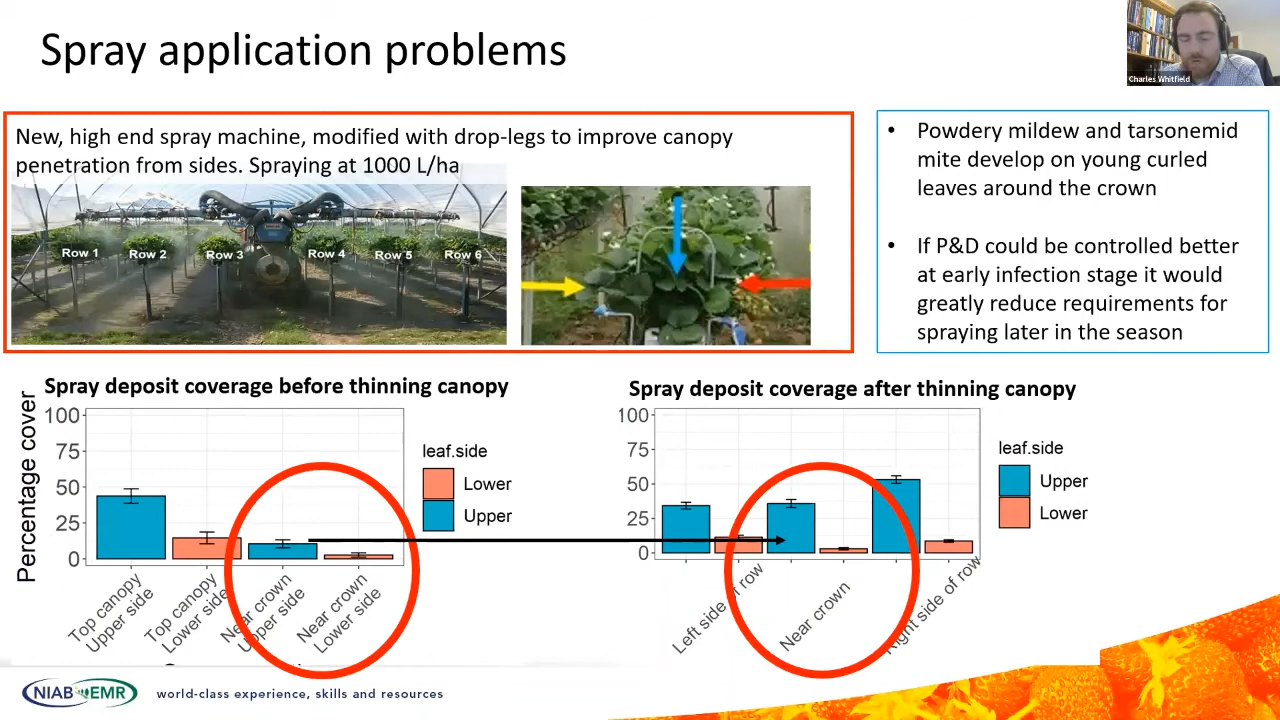 Spray application problems
Charles Whitfield
New, high end spray machine, modified with drop-legs to improve canopy
penetration from sides. Spraying at 1000 L/ha
Row 1
Row 2
Row 3
Row 4
Row 5
Row 6
• Powdery mildew and tarsonemid
mite develop on young curled
leaves around the crown
• If P&D could be controlled better
at early infection stage it would
greatly reduce requirements for
spraying later in the season
Spray deposit coverage before thinning canopy
Percentage cover
100
75
50
25
0
Top canopy
Upper side
Top canopy
Lower side
Near crown
Upper side
Near crown
Lower side
leaf.side
Lower
Upper
Spray deposit coverage after thinning canopy
100
75
50
25
0
Left side of row
Near crown
Right side of row
leaf.side
Upper
Lower
NIAB EMR
world-class experience, skills and resources